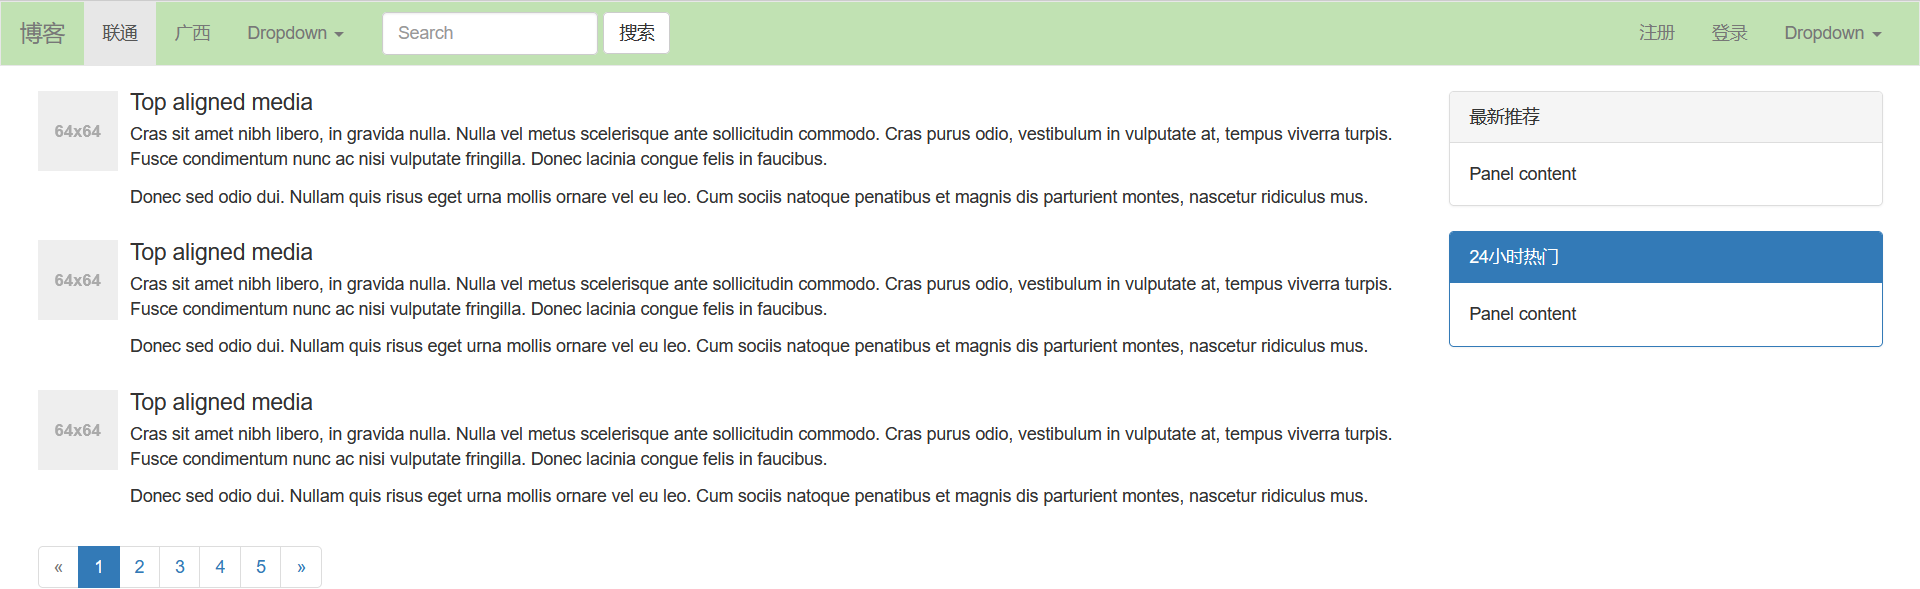 博客 联通 广西 Dropdown Search 搜索 注册 登录 Dropdown
64x64
Top aligned media
Cras sit amet nibh libero, in gravida nulla. Nulla vel metus scelerisque ante sollicitudin commodo. Cras purus odio, vestibulum in vulputate at, tempus viverra turpis.
Fusce condimentum nunc ac nisi vulputate fringilla. Donec lacinia congue felis in faucibus.
Donec sed odio dui. Nullam quis risus eget urna mollis ornare vel eu leo. Cum sociis natoque penatibus et magnis dis parturient montes, nascetur ridiculus mus.
64x64
Top aligned media
Cras sit amet nibh libero, in gravida nulla. Nulla vel metus scelerisque ante sollicitudin commodo. Cras purus odio, vestibulum in vulputate at, tempus viverra turpis.
Fusce condimentum nunc ac nisi vulputate fringilla. Donec lacinia congue felis in faucibus.
Donec sed odio dui. Nullam quis risus eget urna mollis ornare vel eu leo. Cum sociis natoque penatibus et magnis dis parturient montes, nascetur ridiculus mus.
64x64
Top aligned media
Cras sit amet nibh libero, in gravida nulla. Nulla vel metus scelerisque ante sollicitudin commodo. Cras purus odio, vestibulum in vulputate at, tempus viverra turpis.
Fusce condimentum nunc ac nisi vulputate fringilla. Donec lacinia congue felis in faucibus.
Donec sed odio dui. Nullam quis risus eget urna mollis ornare vel eu leo. Cum sociis natoque penatibus et magnis dis parturient montes, nascetur ridiculus mus.
« 1 2 3 4 5 »
最新推荐
Panel content
24小时热门
Panel content